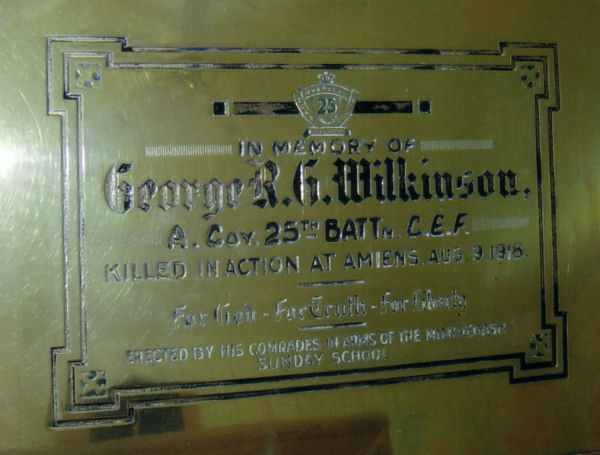 OVERSEAS
25
IN MEMORY OF
George R. G. Wilkinson,
A. COY. 25TH BATTN. C.E.F.
KILLED IN ACTION AT AMIENS. AUG. 9. 1918.
For God - For Truth - For Liberty
ERECTED BY HIS COMRADES IN ARMS OF THE
SUNDAY SCHOOL